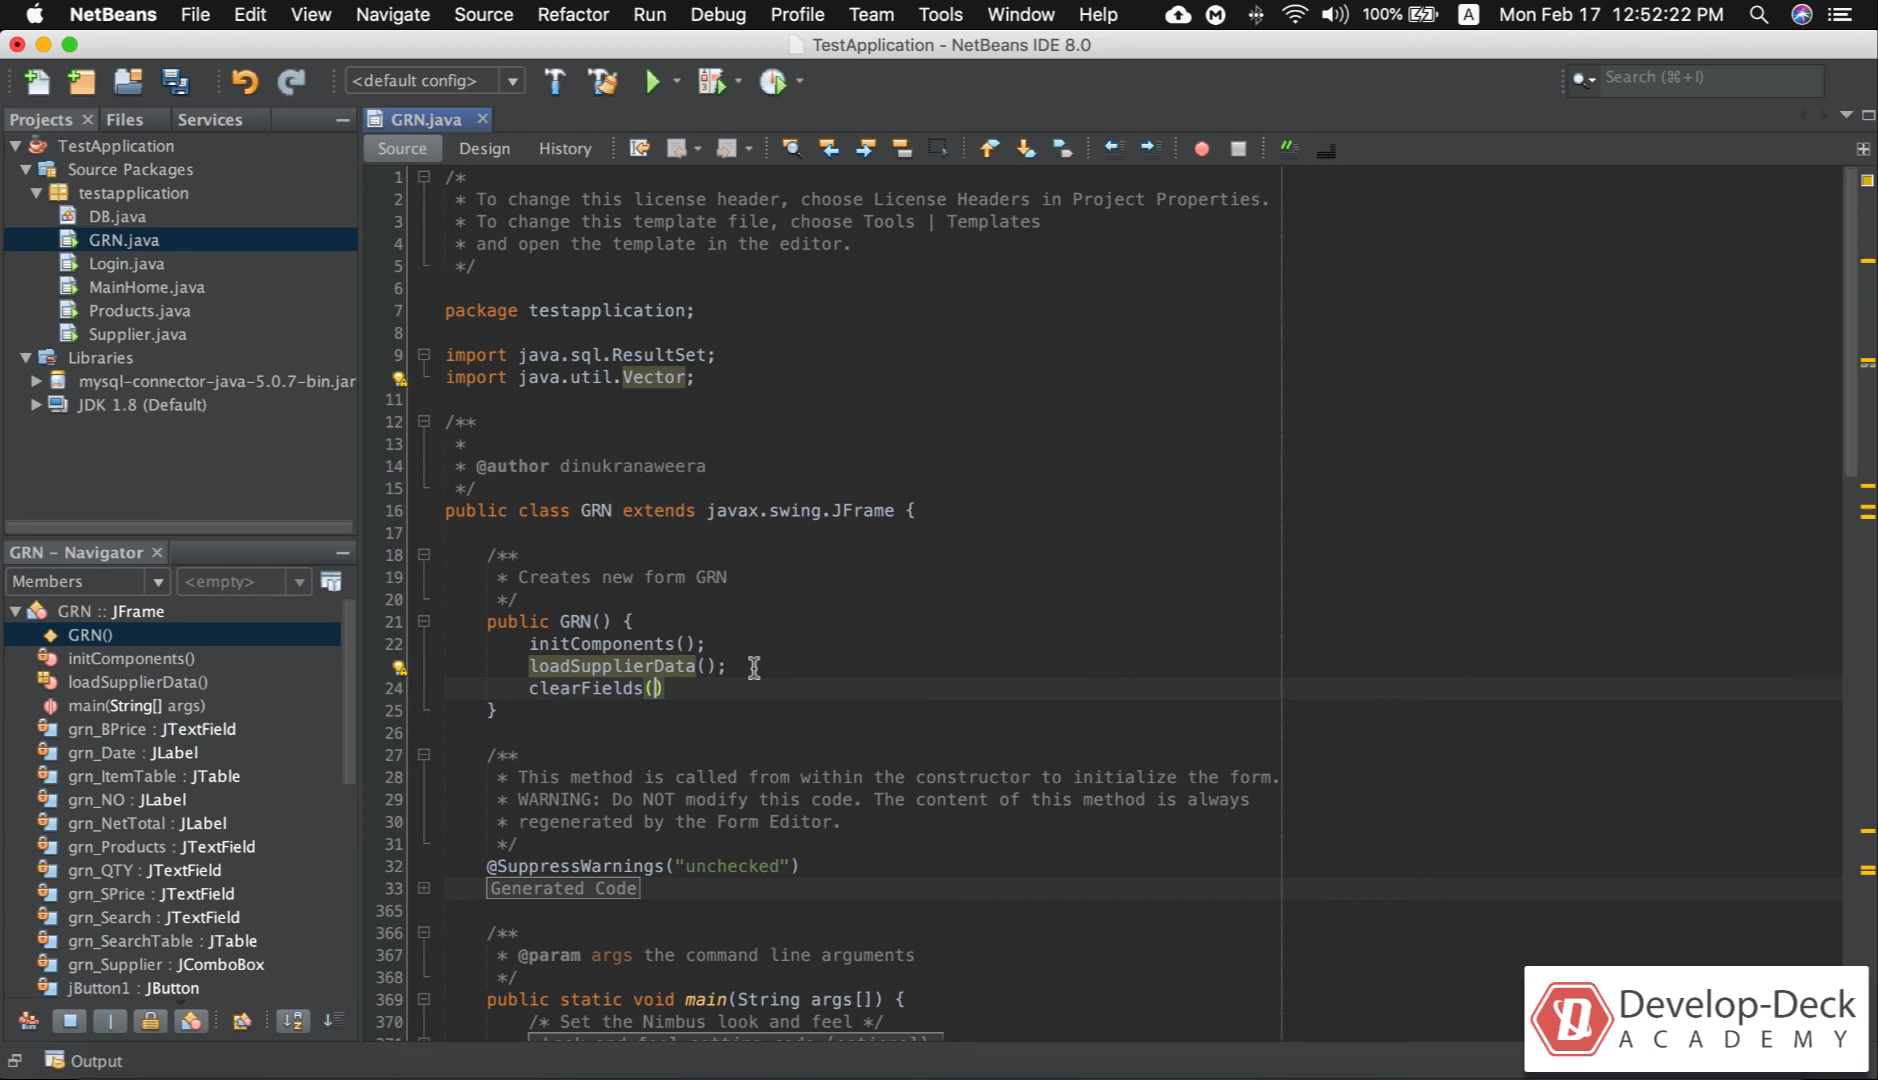 NetBeans File Edit View Navigate Source Refactor Run Debug Profile Team Tools Window Help 100% A Mon Feb 17 12:52:22 PM
TestApplication - NetBeans IDE 8.0
<default config>
Search (⌘+I)
Projects Files Services
GRN.java
TestApplication
Source Packages
testapplication
DB.java
GRN.java
Login.java
MainHome.java
Products.java
Supplier.java
Libraries
mysql-connector-java-5.0.7-bin.jar
JDK 1.8 (Default)
GRN - Navigator
Members
<empty>
GRN :: JFrame
GRN()
initComponents()
loadSupplierData()
main(String[] args)
grn_BPrice : JTextField
grn_Date : JLabel
grn_ItemTable : JTable
grn_NO : JLabel
grn_NetTotal : JLabel
grn_Products : JTextField
grn_QTY : JTextField
grn_SPrice : JTextField
grn_Search : JTextField
grn_SearchTable : JTable
grn_Supplier : JComboBox
jButton1 : JButton
Output
Source Design History
1 /*
2 * To change this license header, choose License Headers in Project Properties.
3 * To change this template file, choose Tools | Templates
4 * and open the template in the editor.
5 */
6
7 package testapplication;
8
9 import java.sql.ResultSet;
import java.util.Vector;
11
12 /**
13 *
14 * @author dinukranaweera
15 */
16 public class GRN extends javax.swing.JFrame {
17
18 /**
19 * Creates new form GRN
20 */
21 public GRN() {
22 initComponents();
loadSupplierData();
24 clearFields()
25 }
26
27 /**
28 * This method is called from within the constructor to initialize the form.
29 * WARNING: Do NOT modify this code. The content of this method is always
30 * regenerated by the Form Editor.
31 */
32 @SuppressWarnings("unchecked")
33 Generated Code
365
366 /**
367 * @param args the command line arguments
368 */
369 public static void main(String args[]) {
370 /* Set the Nimbus look and feel */
Develop-Deck
ACADEMY